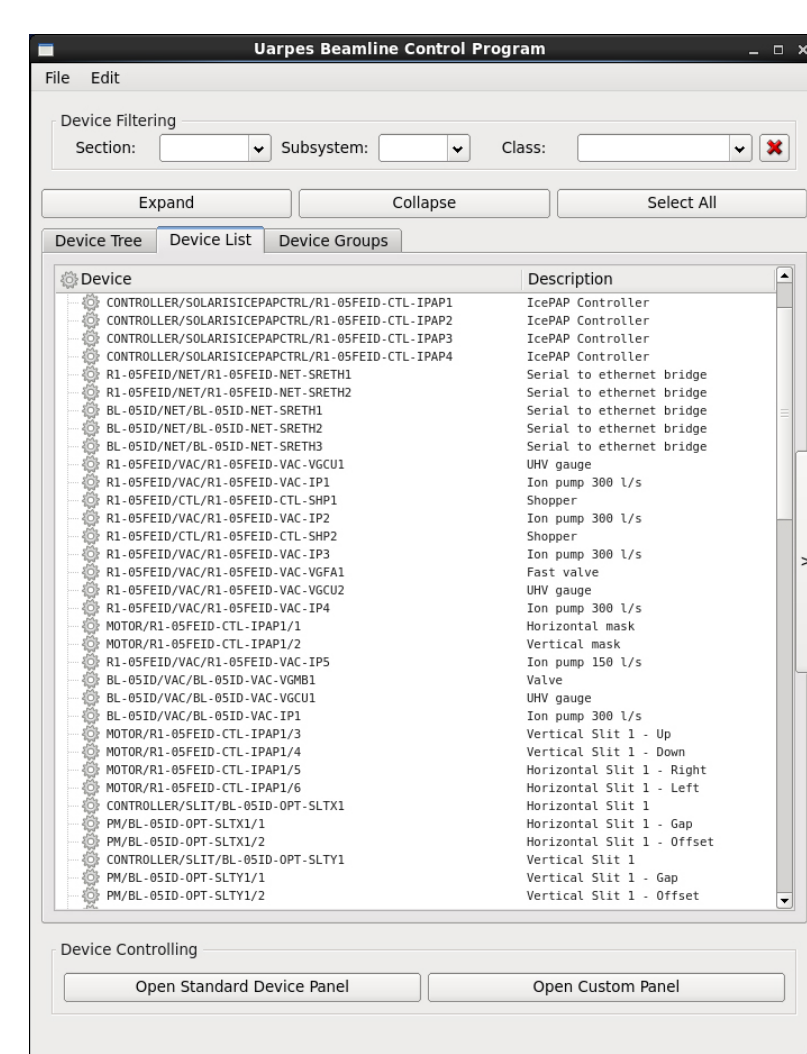 Uarpes Beamline Control Program
File Edit
Device Filtering
Section: Subsystem: Class:
Expand Collapse Select All
Device Tree Device List Device Groups
Device Description
CONTROLLER/SOLARISICEPAPCTRL/R1-05FEID-CTL-IPAP1 IcePAP Controller
CONTROLLER/SOLARISICEPAPCTRL/R1-05FEID-CTL-IPAP2 IcePAP Controller
CONTROLLER/SOLARISICEPAPCTRL/R1-05FEID-CTL-IPAP3 IcePAP Controller
CONTROLLER/SOLARISICEPAPCTRL/R1-05FEID-CTL-IPAP4 IcePAP Controller
R1-05FEID/NET/R1-05FEID-NET-SRETH1 Serial to ethernet bridge
R1-05FEID/NET/R1-05FEID-NET-SRETH2 Serial to ethernet bridge
BL-05ID/NET/BL-05ID-NET-SRETH1 Serial to ethernet bridge
BL-05ID/NET/BL-05ID-NET-SRETH2 Serial to ethernet bridge
BL-05ID/NET/BL-05ID-NET-SRETH3 Serial to ethernet bridge
R1-05FEID/VAC/R1-05FEID-VAC-VGCU1 UHV gauge
R1-05FEID/VAC/R1-05FEID-VAC-IP1 Ion pump 300 l/s
R1-05FEID/CTL/R1-05FEID-CTL-SHP1 Shopper
R1-05FEID/VAC/R1-05FEID-VAC-IP2 Ion pump 300 l/s
R1-05FEID/CTL/R1-05FEID-CTL-SHP2 Shopper
R1-05FEID/VAC/R1-05FEID-VAC-IP3 Ion pump 300 l/s
R1-05FEID/VAC/R1-05FEID-VAC-VGFA1 Fast valve
R1-05FEID/VAC/R1-05FEID-VAC-VGCU2 UHV gauge
R1-05FEID/VAC/R1-05FEID-VAC-IP4 Ion pump 300 l/s
MOTOR/R1-05FEID-CTL-IPAP1/1 Horizontal mask
MOTOR/R1-05FEID-CTL-IPAP1/2 Vertical mask
R1-05FEID/VAC/R1-05FEID-VAC-IP5 Ion pump 150 l/s
BL-05ID/VAC/BL-05ID-VAC-VGMB1 Valve
BL-05ID/VAC/BL-05ID-VAC-VGCU1 UHV gauge
BL-05ID/VAC/BL-05ID-VAC-IP1 Ion pump 300 l/s
MOTOR/R1-05FEID-CTL-IPAP1/3 Vertical Slit 1 - Up
MOTOR/R1-05FEID-CTL-IPAP1/4 Vertical Slit 1 - Down
MOTOR/R1-05FEID-CTL-IPAP1/5 Horizontal Slit 1 - Right
MOTOR/R1-05FEID-CTL-IPAP1/6 Horizontal Slit 1 - Left
CONTROLLER/SLIT/BL-05ID-OPT-SLTX1 Horizontal Slit 1
PM/BL-05ID-OPT-SLTX1/1 Horizontal Slit 1 - Gap
PM/BL-05ID-OPT-SLTX1/2 Horizontal Slit 1 - Offset
CONTROLLER/SLIT/BL-05ID-OPT-SLTY1 Vertical Slit 1
PM/BL-05ID-OPT-SLTY1/1 Vertical Slit 1 - Gap
PM/BL-05ID-OPT-SLTY1/2 Vertical Slit 1 - Offset
Device Controlling
Open Standard Device Panel Open Custom Panel